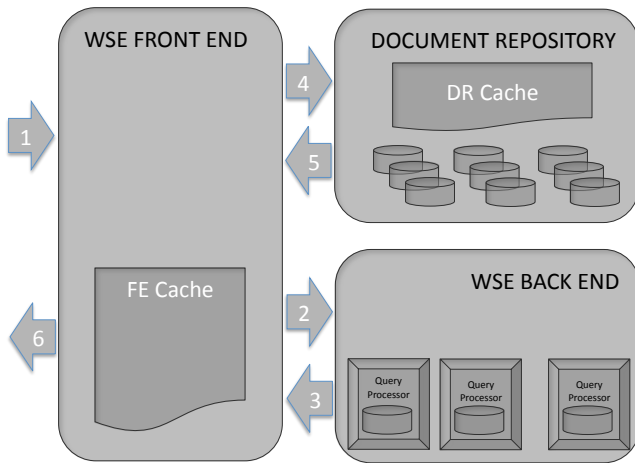 WSE FRONT END
DOCUMENT REPOSITORY
4
DR Cache
1
5
WSE BACK END
FE Cache
2
6
Query
Processor
Query
Processor
Query
Processor
3